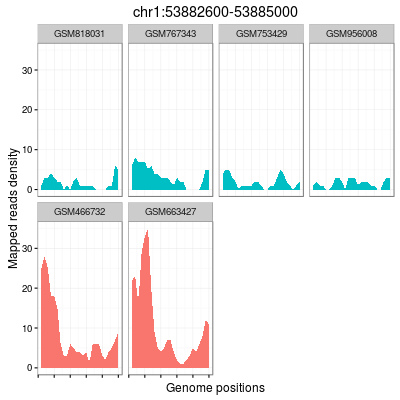 chr1:53882600-53885000
GSM818031 GSM767343 GSM753429 GSM956008
30
20
10
0
GSM466732 GSM663427
30
20
10
0
Mapped reads density
Genome positions